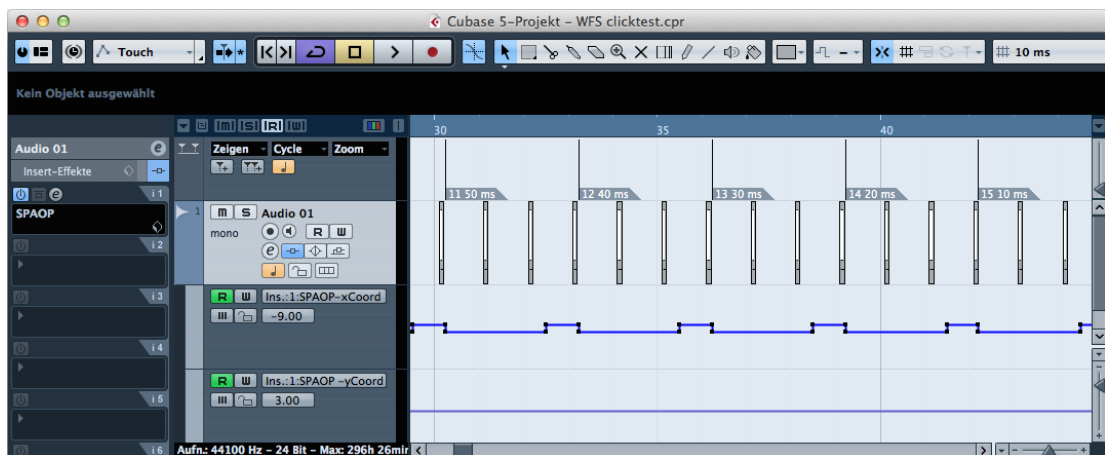 Cubase 5-Projekt – WFS clicktest.cpr
Touch
10 ms
Kein Objekt ausgewählt
Audio 01
Insert-Effekte
i 1
SPAOP
i 2
i 3
i 4
i 5
i 6
Zeigen
Cycle
Zoom
30
35
40
11 50 ms
12 40 ms
13 30 ms
14 20 ms
15 10 ms
1
M S Audio 01
mono
R W
R W Ins.:1:SPAOP-xCoord
-9.00
R W Ins.:1:SPAOP -yCoord
3.00
Aufn.: 44100 Hz – 24 Bit – Max: 296h 26min